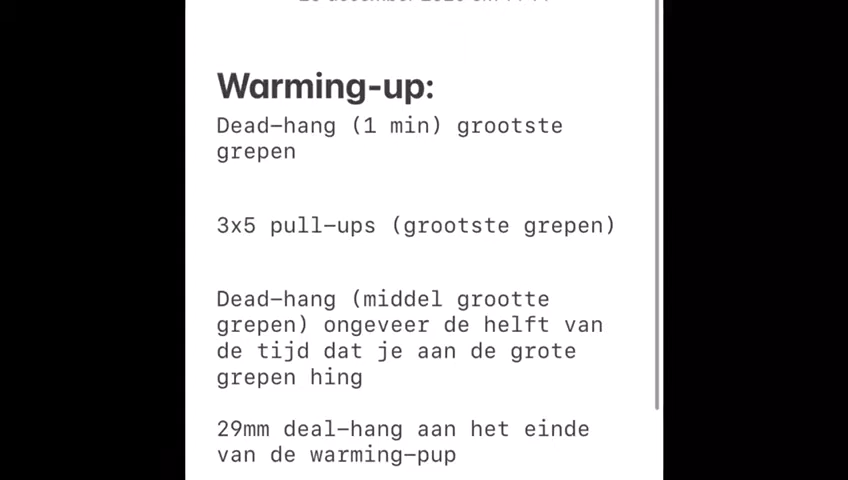 Warming-up:
Dead-hang (1 min) grootste
grepen
3x5 pull-ups (grootste grepen)
Dead-hang (middel grootte
grepen) ongeveer de helft van
de tijd dat je aan de grote
grepen hing
29mm deal-hang aan het einde
van de warming-pup